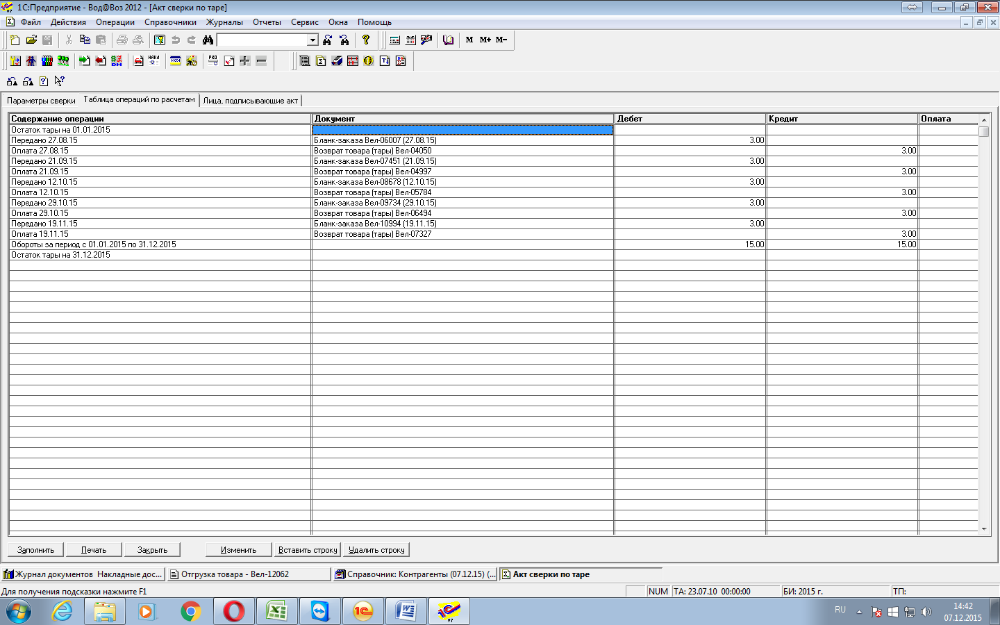 1С:Предприятие - Вод@Воз 2012 - [Акт сверки по таре]
Файл Действия Операции Справочники Журналы Отчеты Сервис Окна Помощь
M M+ M−
Параметры сверки Таблица операций по расчетам Лица, подписывающие акт
Содержание операции Документ Дебет Кредит Оплата
Остаток тары на 01.01.2015
Передано 27.08.15 Бланк-заказа Вел-06007 (27.08.15) 3.00
Оплата 27.08.15 Возврат товара (тары) Вел-04050 3.00
Передано 21.09.15 Бланк-заказа Вел-07451 (21.09.15) 3.00
Оплата 21.09.15 Возврат товара (тары) Вел-04997 3.00
Передано 12.10.15 Бланк-заказа Вел-08678 (12.10.15) 3.00
Оплата 12.10.15 Возврат товара (тары) Вел-05784 3.00
Передано 29.10.15 Бланк-заказа Вел-09734 (29.10.15) 3.00
Оплата 29.10.15 Возврат товара (тары) Вел-06494 3.00
Передано 19.11.15 Бланк-заказа Вел-10994 (19.11.15) 3.00
Оплата 19.11.15 Возврат товара (тары) Вел-07327 3.00
Обороты за период с 01.01.2015 по 31.12.2015 15.00 15.00
Остаток тары на 31.12.2015
Заполнить Печать Закрыть Изменить Вставить строку Удалить строку
Журнал документов Накладные дос... Отгрузка товара - Вел-12062 Справочник: Контрагенты (07.12.15) (... Акт сверки по таре
Для получения подсказки нажмите F1 NUM TA: 23.07.10 00:00:00 БИ: 2015 г. ТП:
RU 14:42
07.12.2015